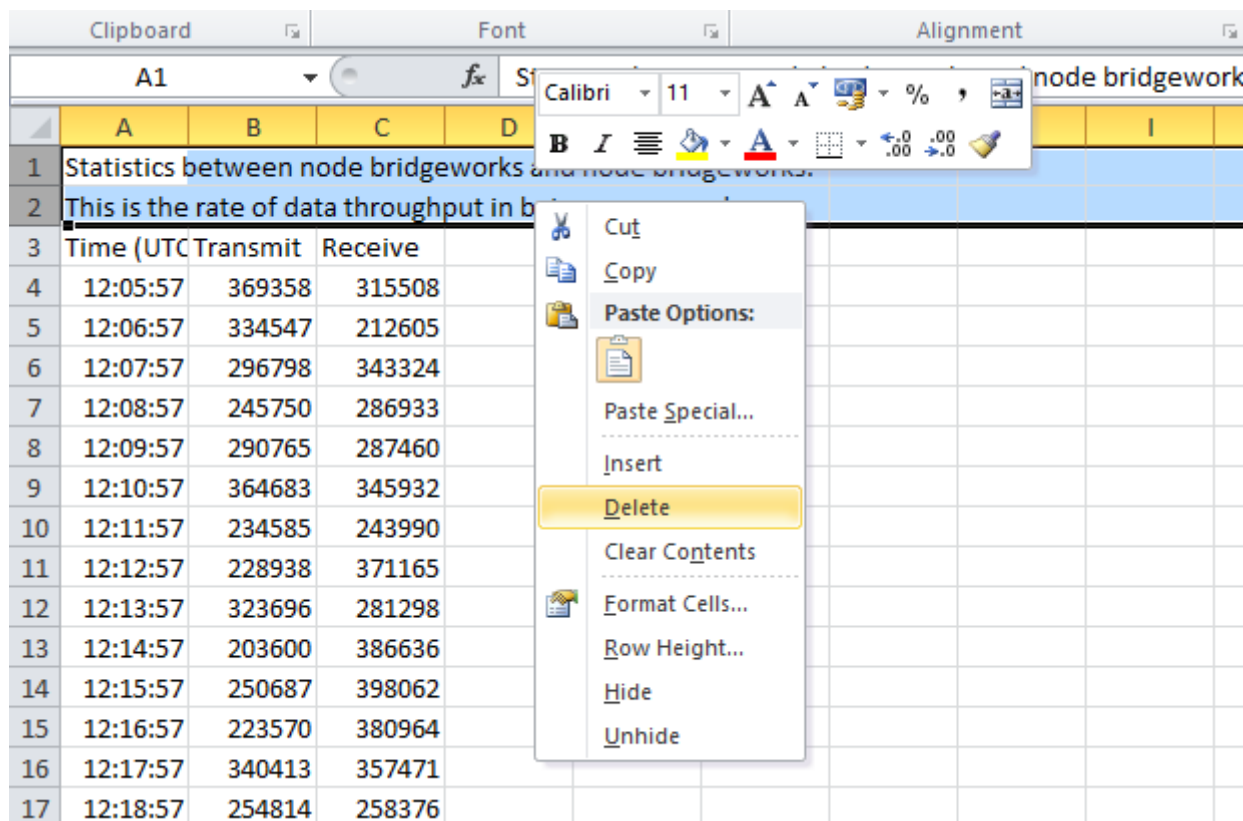 Clipboard Font Alignment
A1 fx St node bridgework
Calibri 11 A A % , a
B I A .0 .00 .00 .0
A B C D I
1 Statistics between node bridgeworks and node bridgeworks.
2 This is the rate of data throughput in
3 Time (UTC Transmit Receive
4 12:05:57 369358 315508
5 12:06:57 334547 212605
6 12:07:57 296798 343324
7 12:08:57 245750 286933
8 12:09:57 290765 287460
9 12:10:57 364683 345932
10 12:11:57 234585 243990
11 12:12:57 228938 371165
12 12:13:57 323696 281298
13 12:14:57 203600 386636
14 12:15:57 250687 398062
15 12:16:57 223570 380964
16 12:17:57 340413 357471
17 12:18:57 254814 258376
Cut
Copy
Paste Options:
Paste Special...
Insert
Delete
Clear Contents
Format Cells...
Row Height...
Hide
Unhide